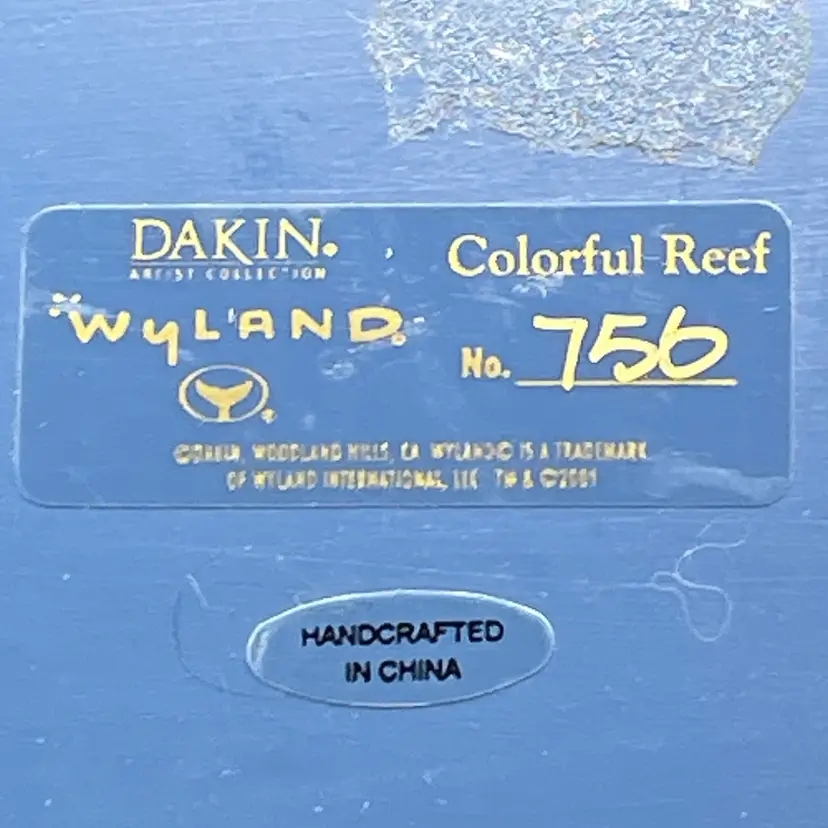 DAKIN®
ARTIST COLLECTION
WYLAND®
®
Colorful Reef
No. 756
©DAKIN, WOODLAND HILLS, CA WYLAND® IS A TRADEMARK
OF WYLAND INTERNATIONAL, LLC TM & ©2001
HANDCRAFTED
IN CHINA